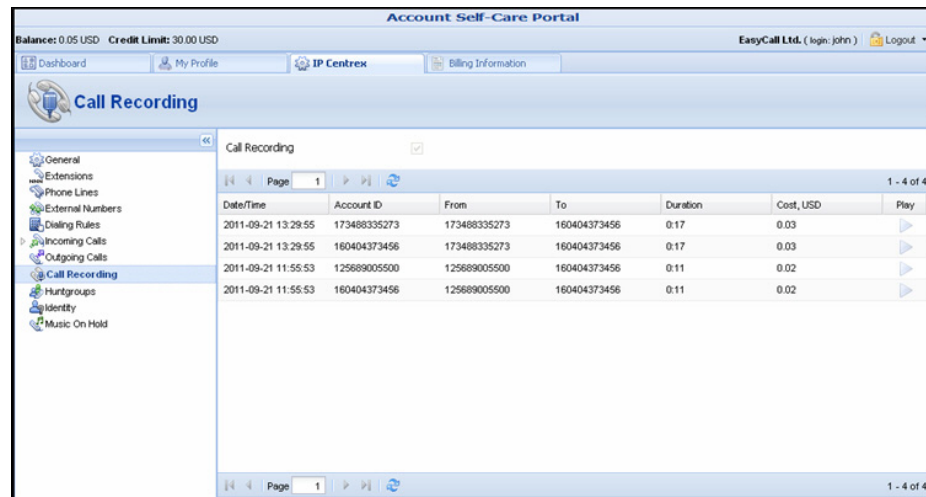 Account Self-Care Portal
Balance: 0.05 USD Credit Limit: 30.00 USD EasyCall Ltd. ( login: john ) Logout
Dashboard My Profile IP Centrex Billing Information
Call Recording
General
Extensions
Phone Lines
External Numbers
Dialing Rules
Incoming Calls
Outgoing Calls
Call Recording
Huntgroups
Identity
Music On Hold
Call Recording
Page 1 1 - 4 of 4
Date/Time Account ID From To Duration Cost, USD Play
2011-09-21 13:29:55 173488335273 173488335273 160404373456 0:17 0.03
2011-09-21 13:29:55 160404373456 173488335273 160404373456 0:17 0.03
2011-09-21 11:55:53 125689005500 125689005500 160404373456 0:11 0.02
2011-09-21 11:55:53 160404373456 125689005500 160404373456 0:11 0.02
Page 1 1 - 4 of 4